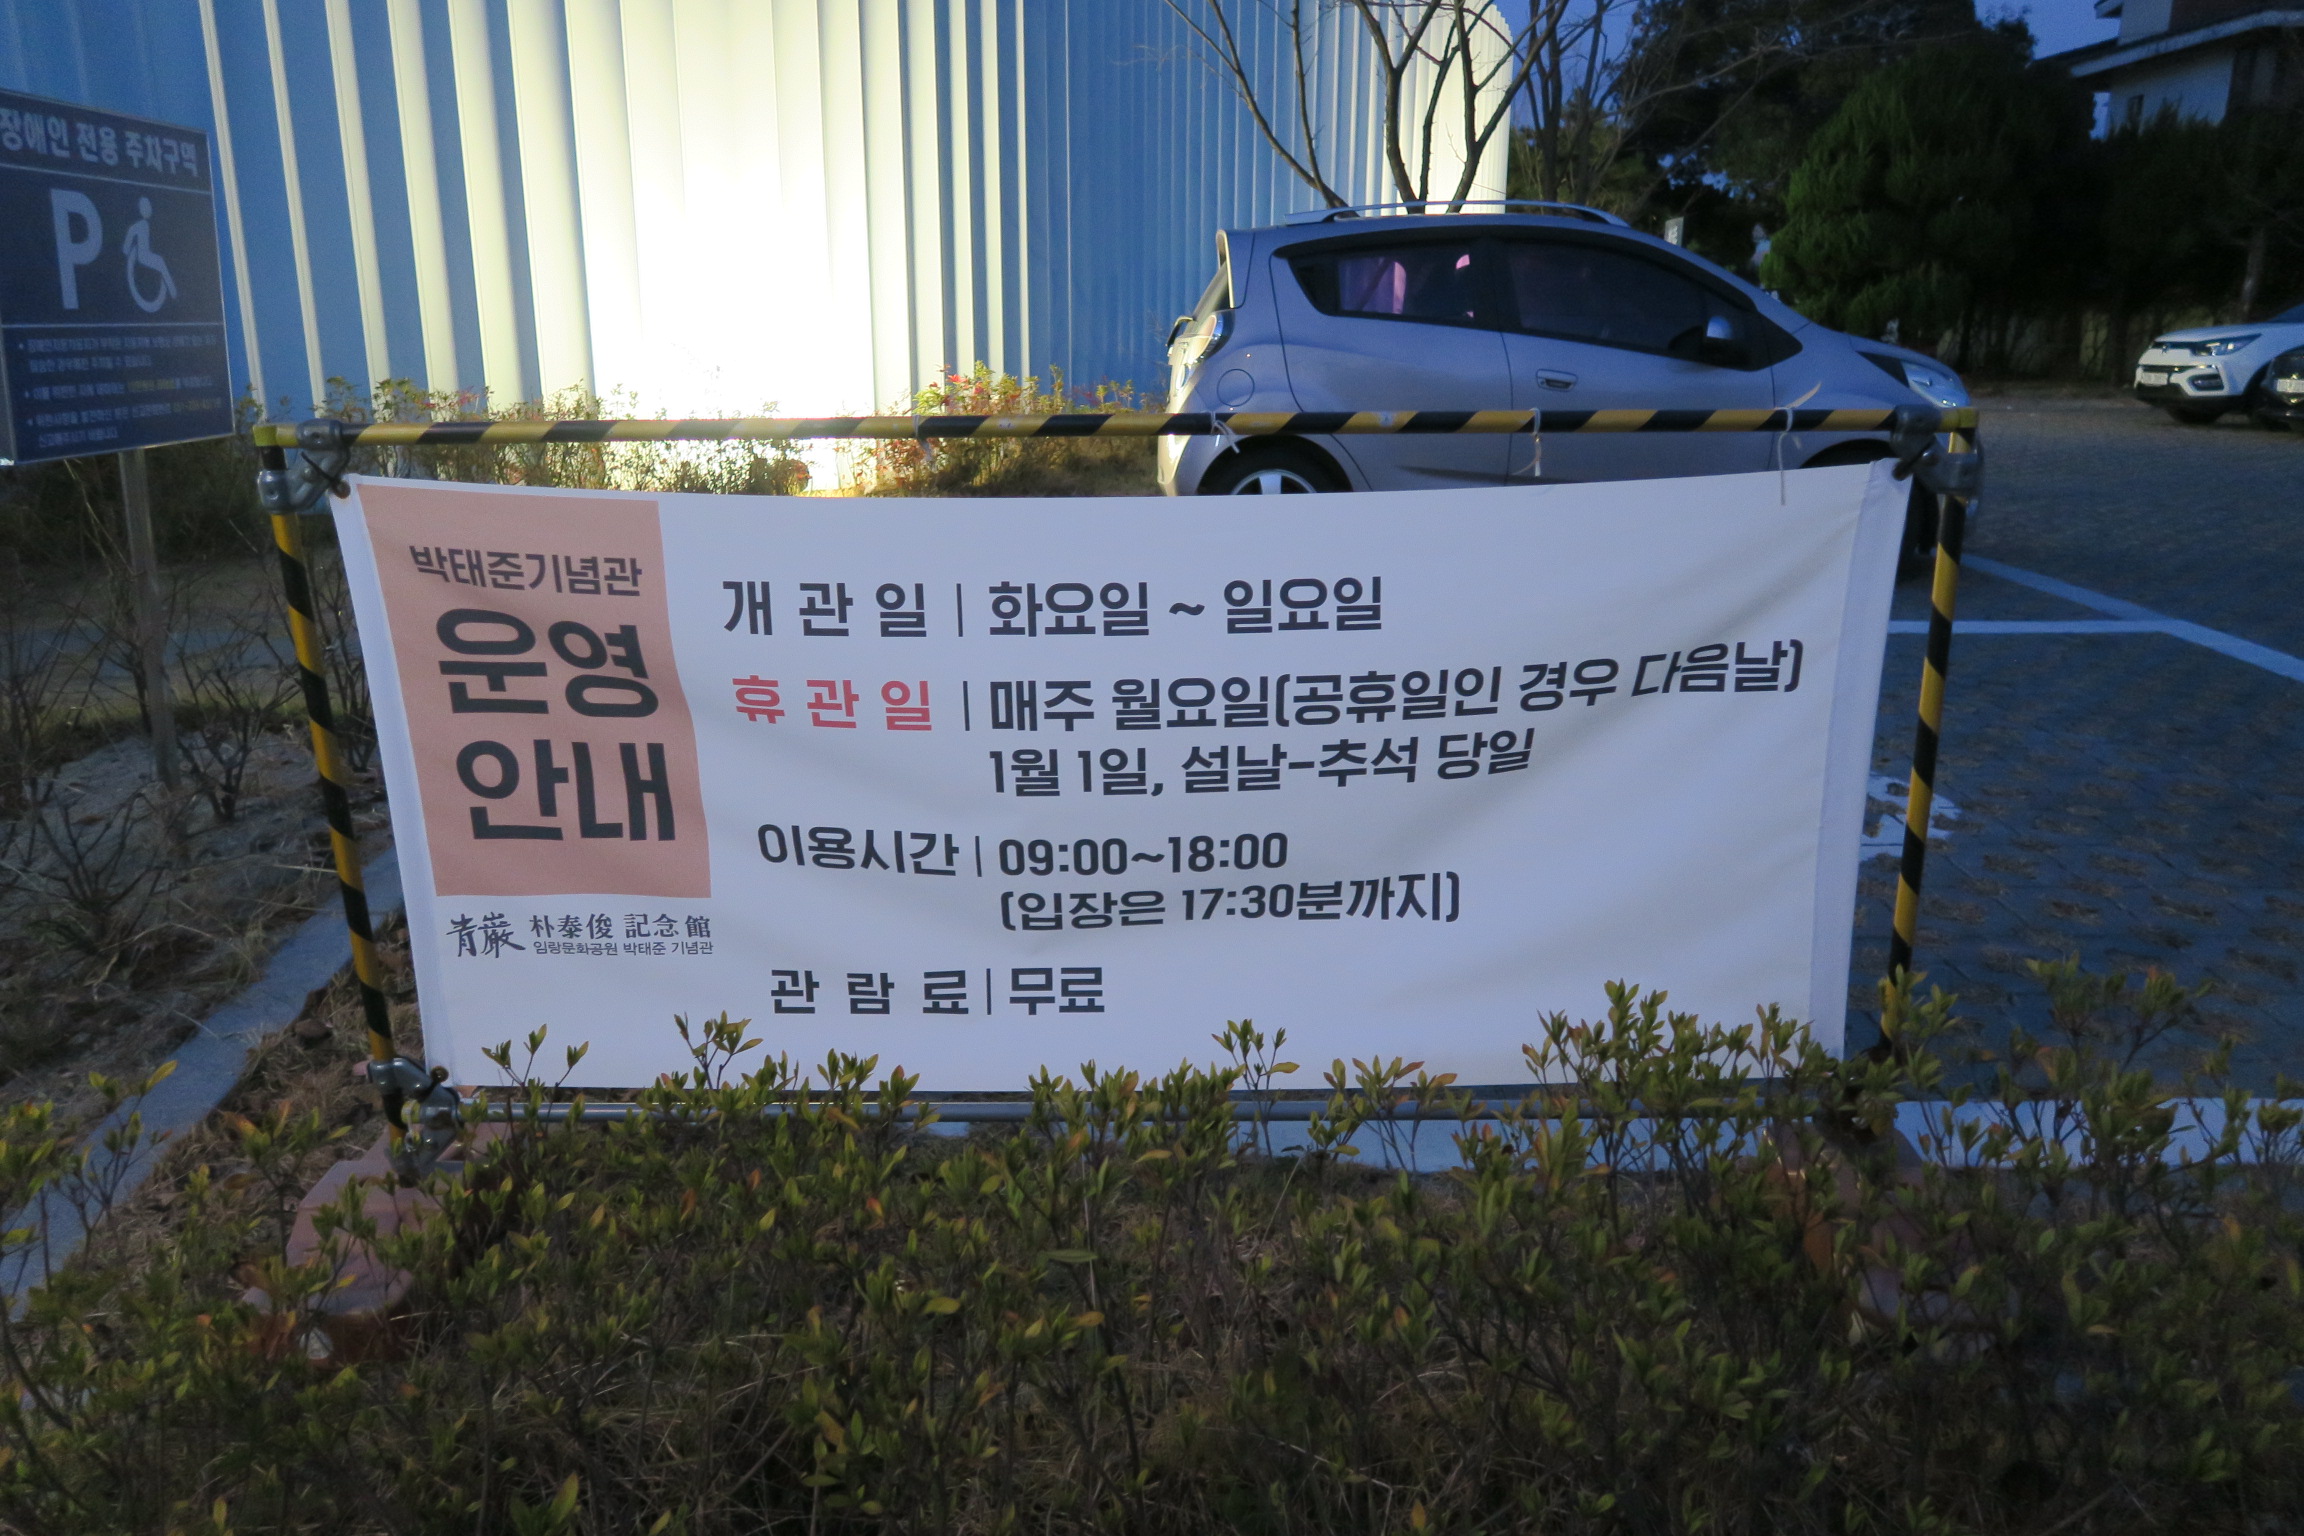 장애인 전용 주차구역
P
박태준기념관
운영
안내
靑巖 朴泰俊 記念館
임랑문화공원 박태준 기념관
개관일 | 화요일 ~ 일요일
휴관일 | 매주 월요일(공휴일인 경우 다음날)
1월 1일, 설날-추석 당일
이용시간 | 09:00~18:00
(입장은 17:30분까지)
관람료 | 무료